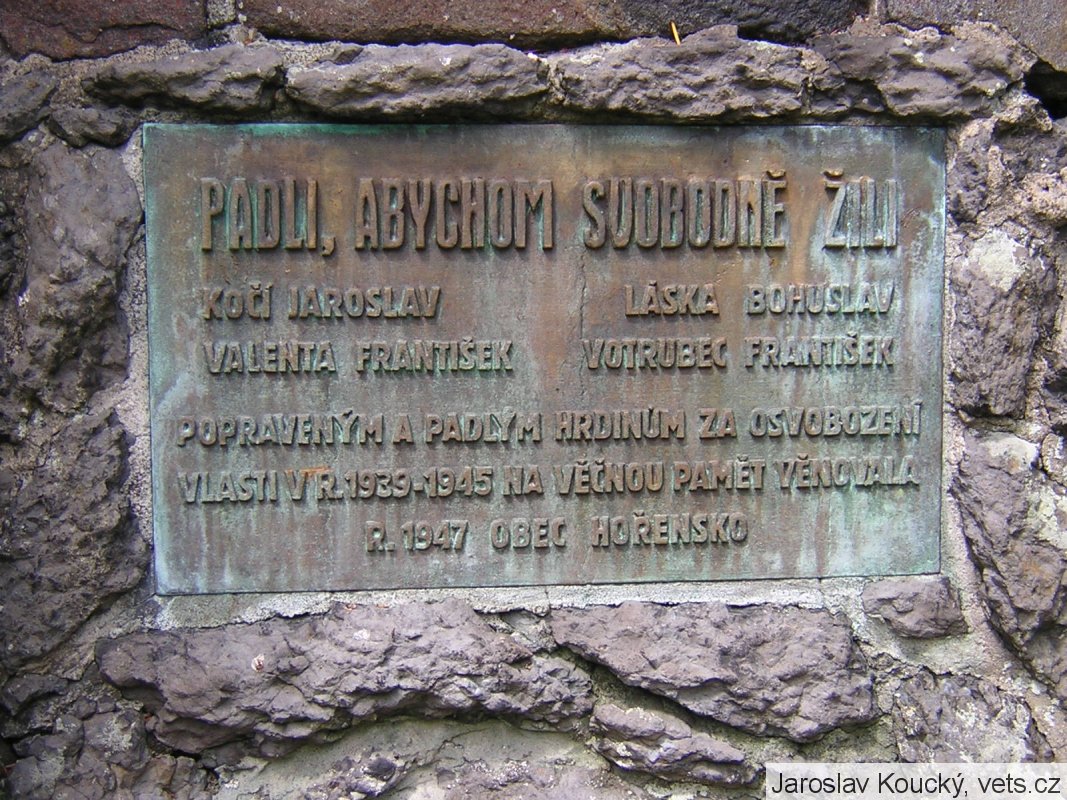 PADLI, ABYCHOM SVOBODNĚ ŽILI
KOČÍ JAROSLAV LÁSKA BOHUSLAV
VALENTA FRANTIŠEK VOTRUBEC FRANTIŠEK
POPRAVENÝM A PADLÝM HRDINŮM ZA OSVOBOZENÍ
VLASTI V R. 1939-1945 NA VĚČNOU PAMĚŤ VĚNOVALA
R. 1947 OBEC HOŘENSKO
Jaroslav Koucký, vets.cz